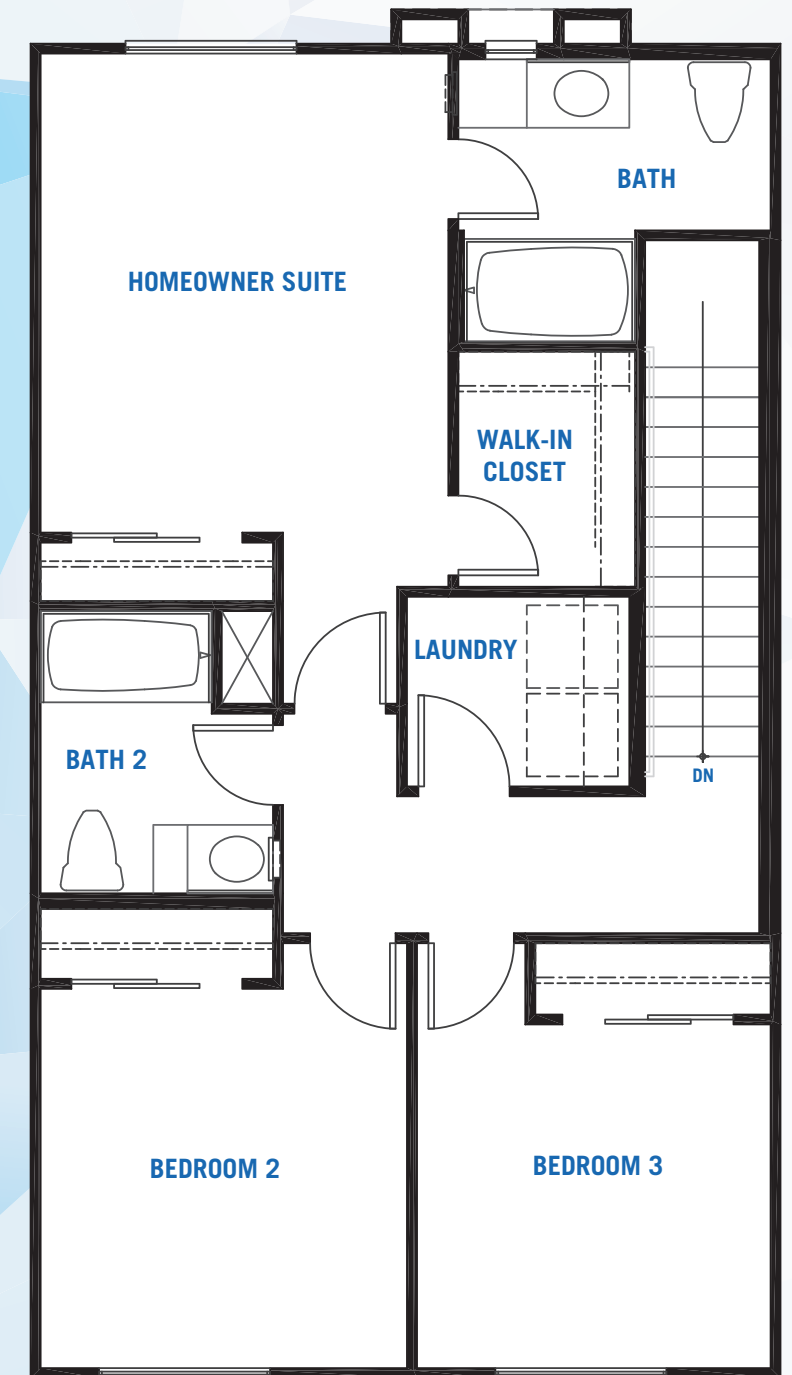 BATH
HOMEOWNER SUITE
WALK-IN
CLOSET
LAUNDRY
BATH 2
DN
BEDROOM 2
BEDROOM 3